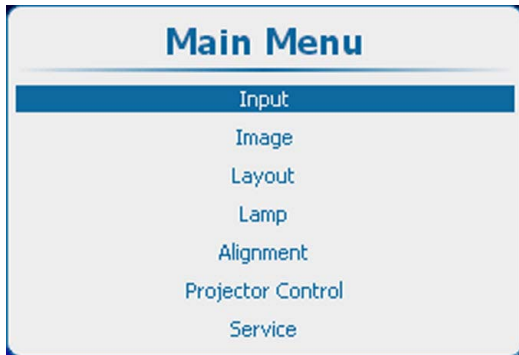 Main Menu
Input
Image
Layout
Lamp
Alignment
Projector Control
Service